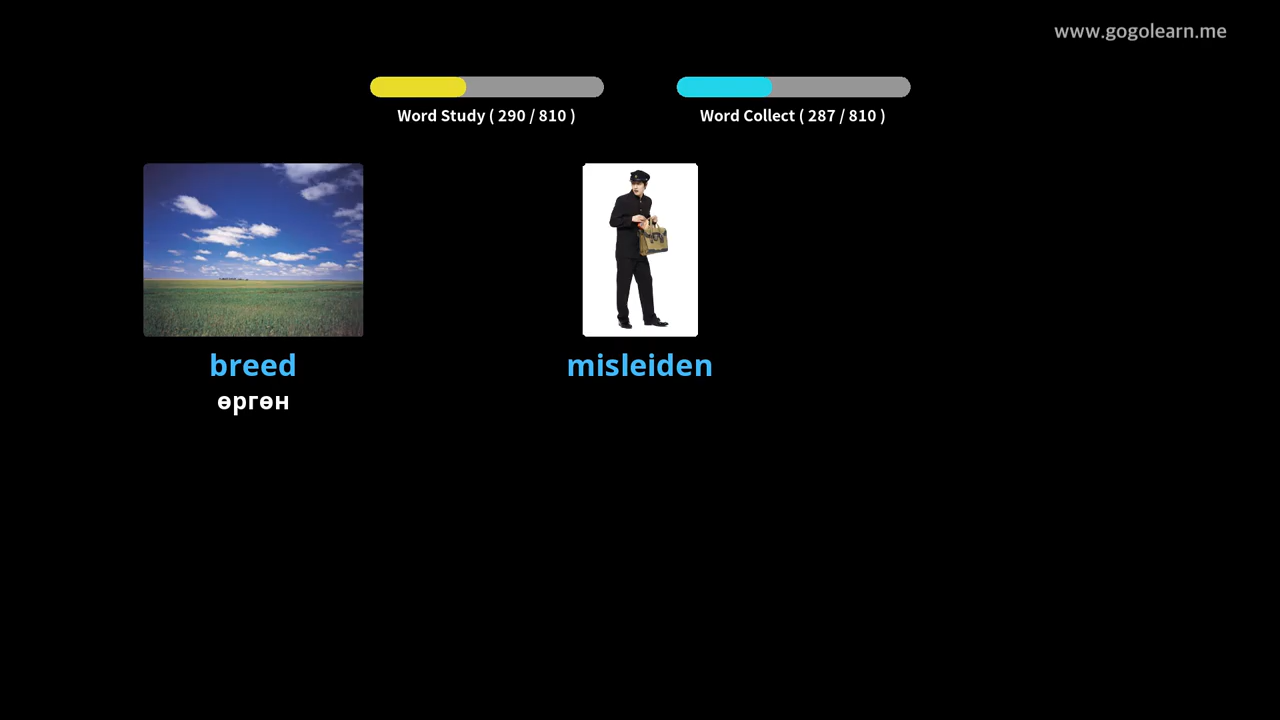 www.gogolearn.me
Word Study ( 290 / 810 )
Word Collect ( 287 / 810 )
breed
misleiden
өргөн